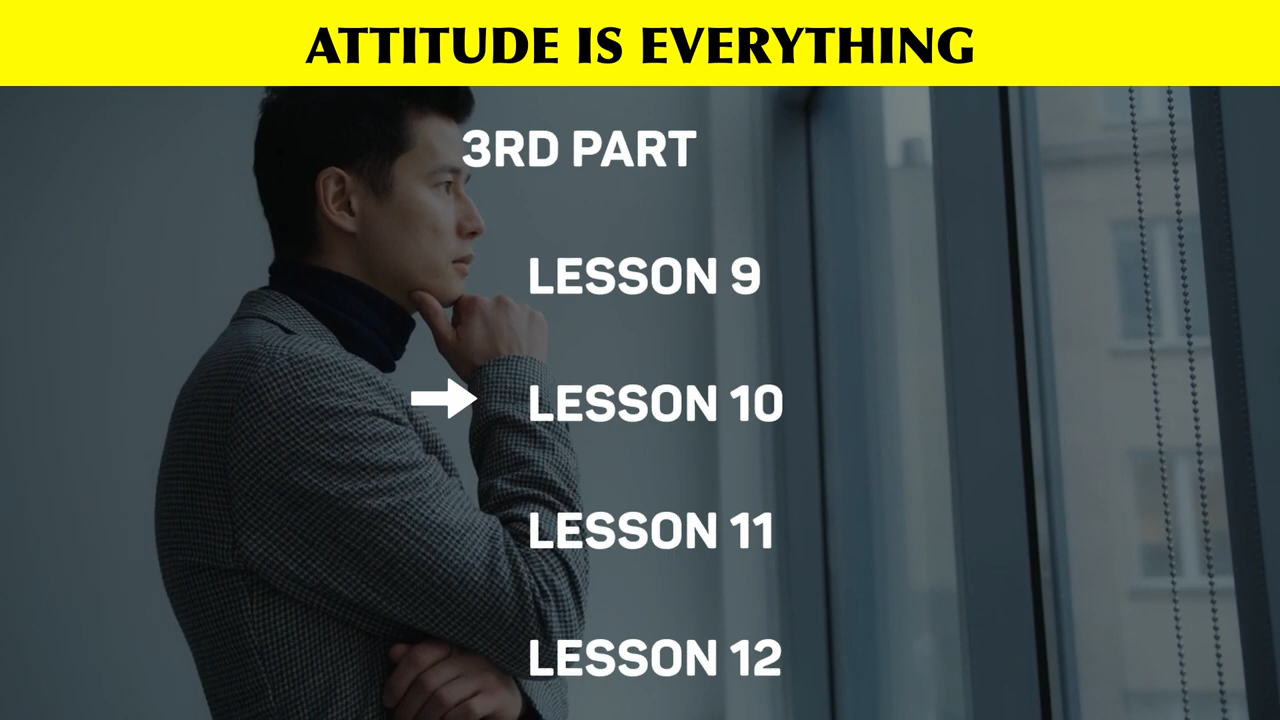 ATTITUDE IS EVERYTHING
3RD PART
LESSON 9
LESSON 10
LESSON 11
LESSON 12